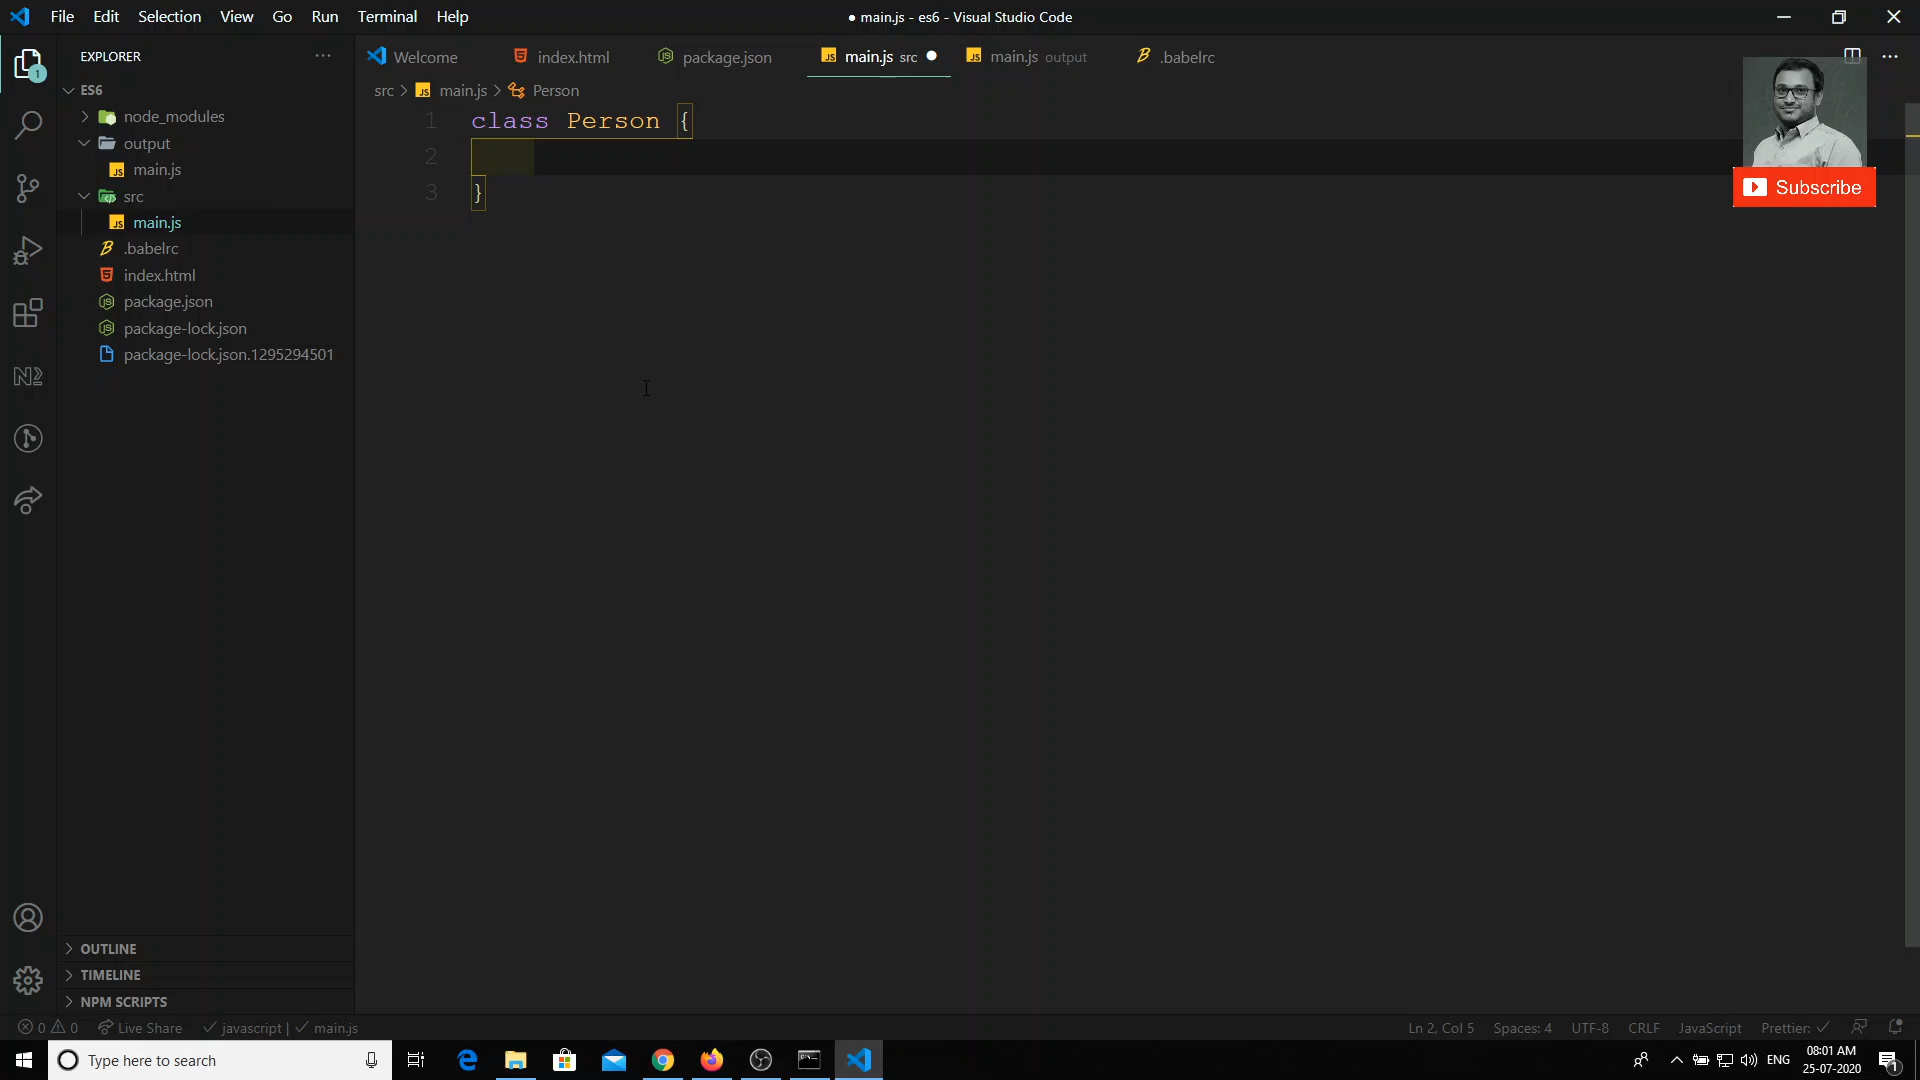 File Edit Selection View Go Run Terminal Help
● main.js - es6 - Visual Studio Code
EXPLORER
Welcome
index.html
package.json
main.js src
main.js output
.babelrc
src > main.js > Person
ES6
node_modules
output
main.js
src
main.js
.babelrc
index.html
package.json
package-lock.json
package-lock.json.1295294501
1 class Person {
2
3 }
Subscribe
1
OUTLINE
TIMELINE
NPM SCRIPTS
0 0 Live Share javascript | main.js
Ln 2, Col 5 Spaces: 4 UTF-8 CRLF JavaScript Prettier:
Type here to search
ENG
08:01 AM
25-07-2020
1